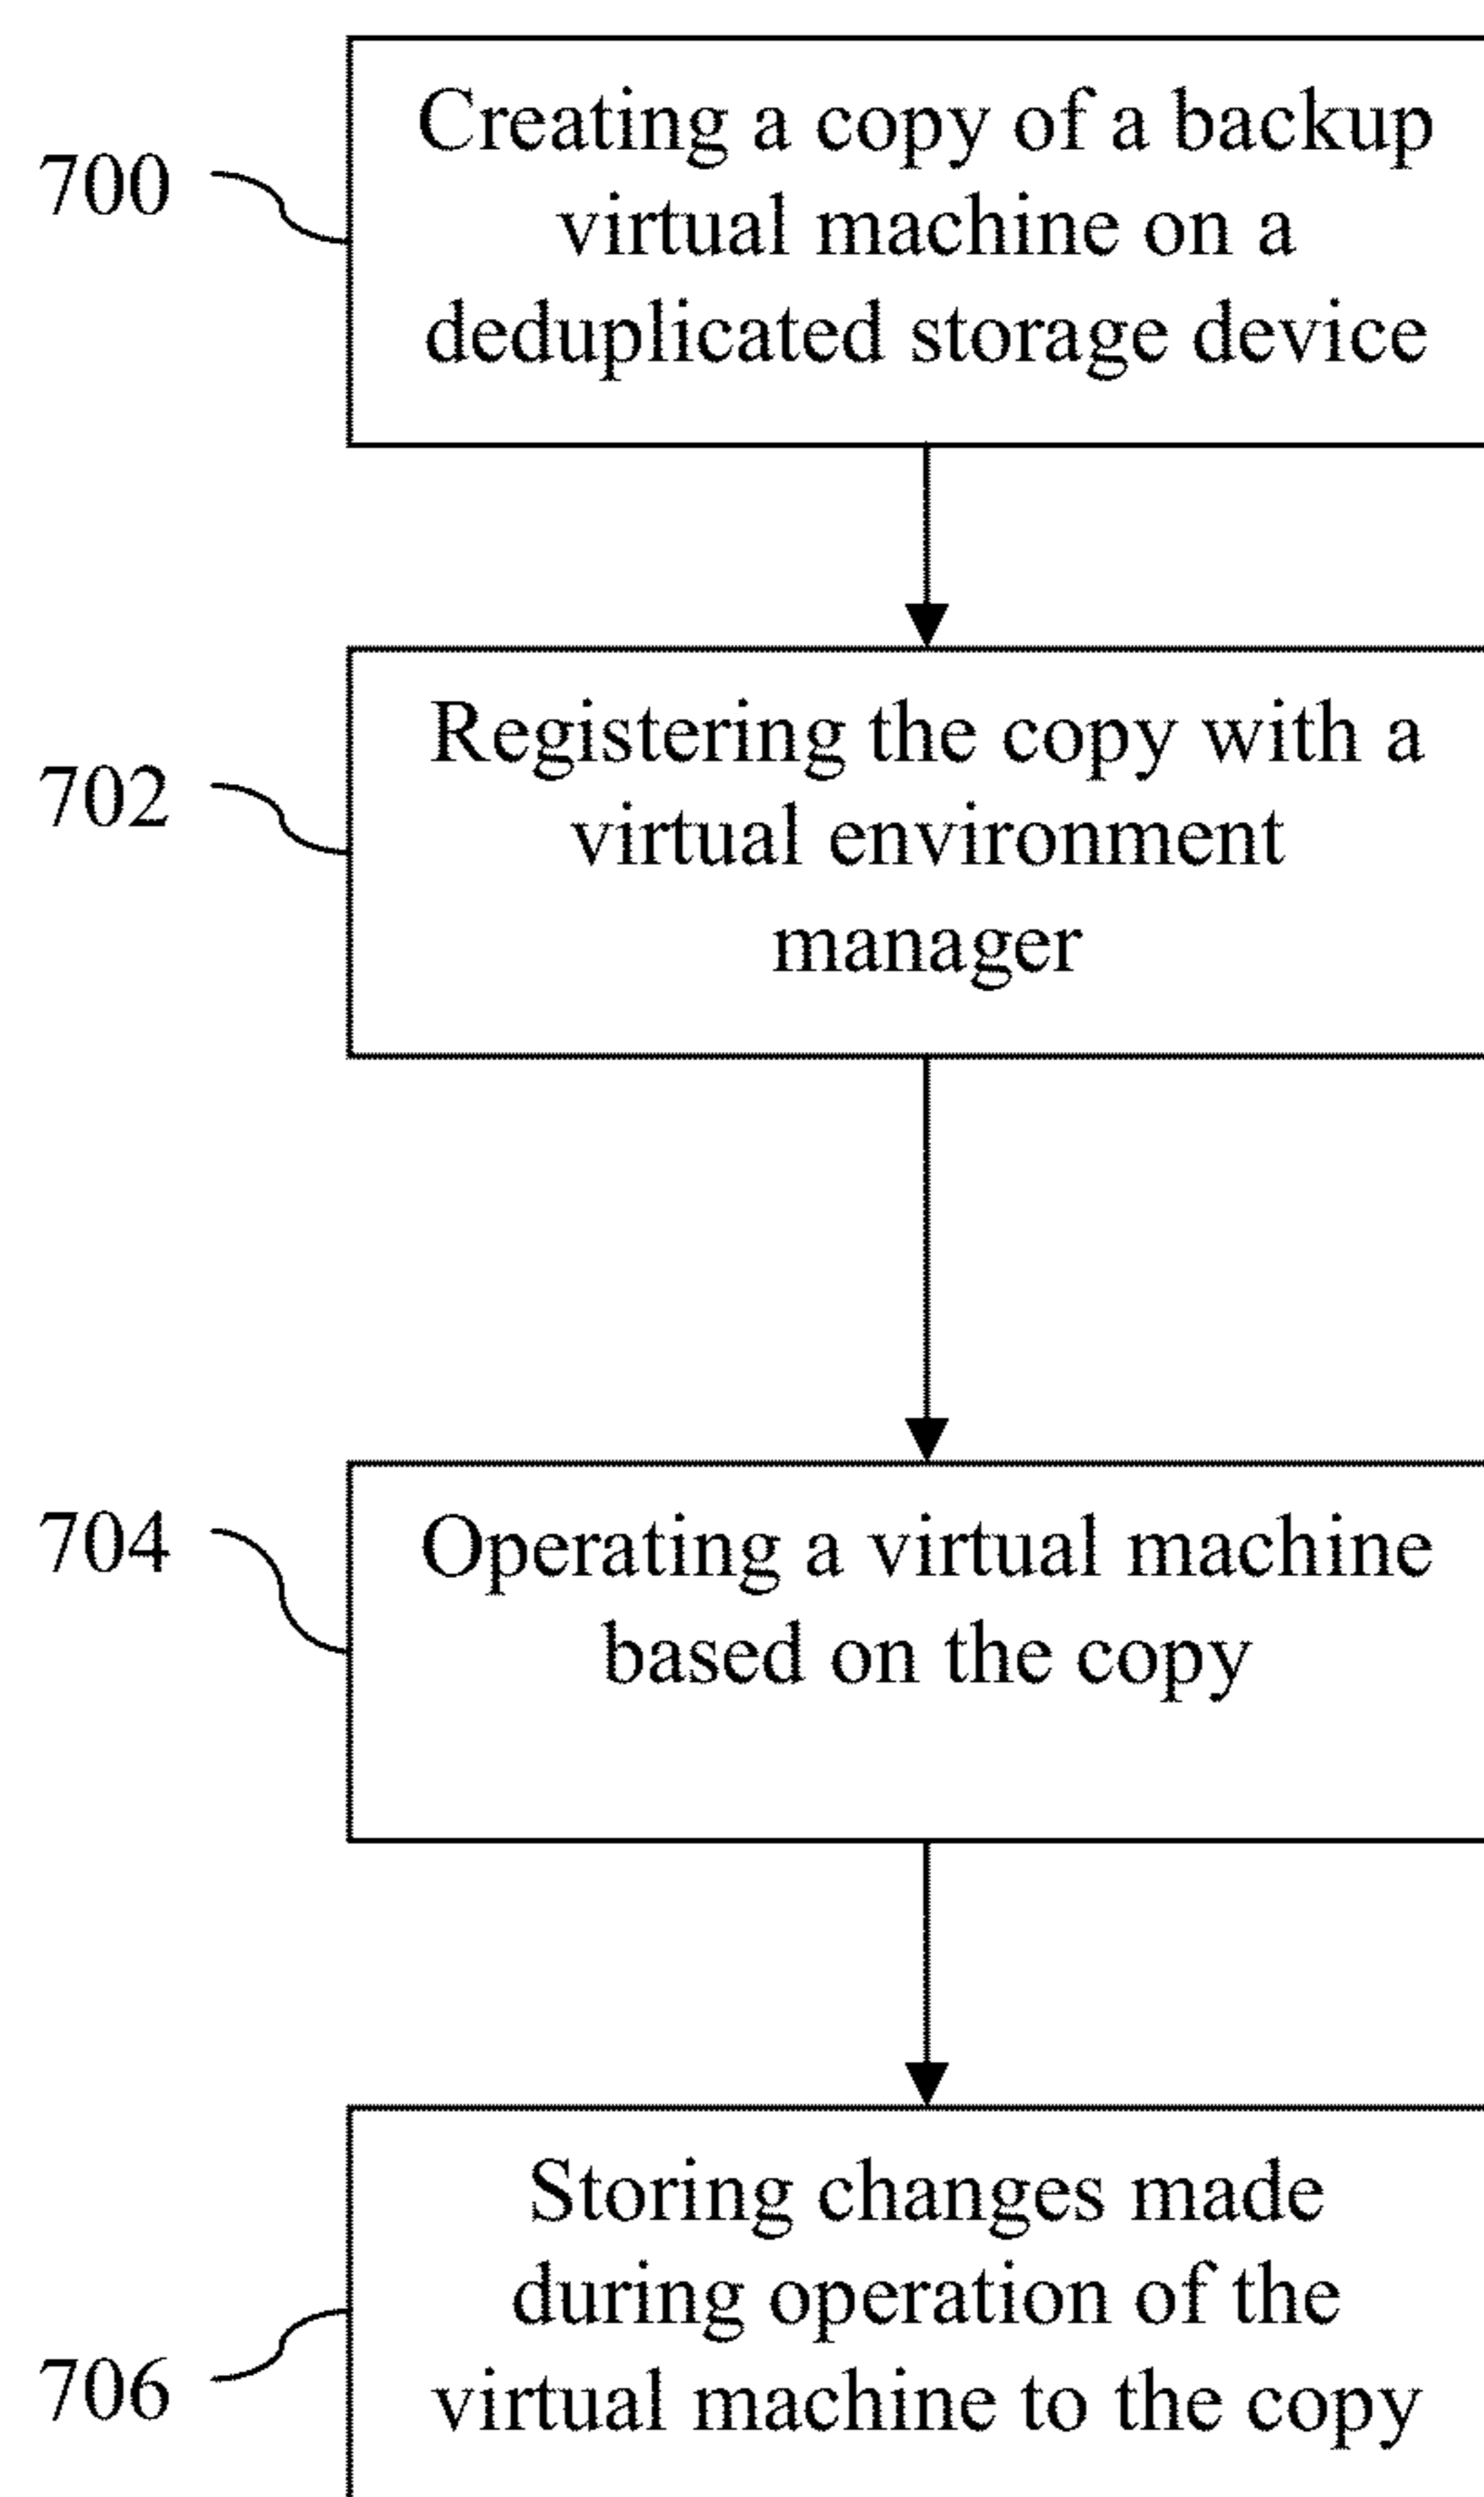 700
Creating a copy of a backup
virtual machine on a
deduplicated storage device
702
Registering the copy with a
virtual environment
manager
704
Operating a virtual machine
based on the copy
706
Storing changes made
during operation of the
virtual machine to the copy